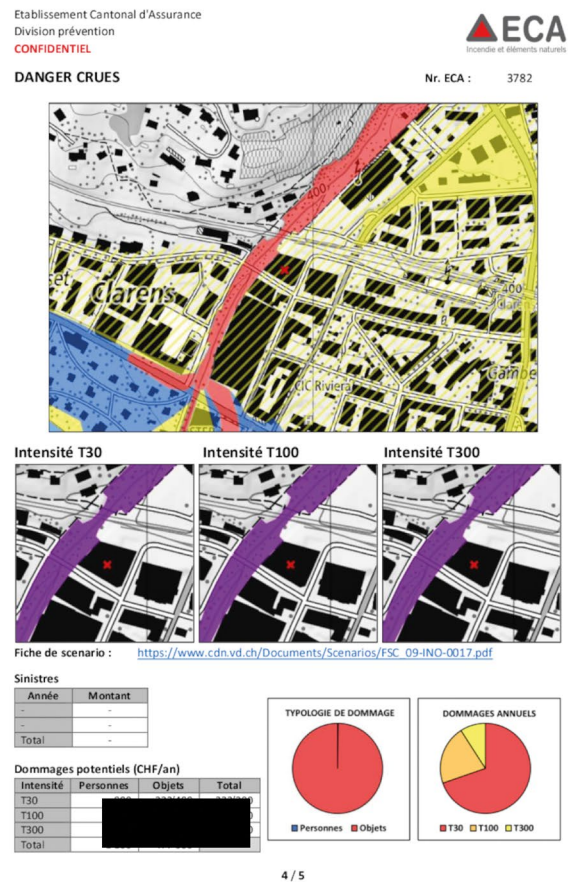 Etablissement Cantonal d'Assurance
Division prévention
CONFIDENTIEL
ECA
Incendie et éléments naturels
DANGER CRUES
Nr. ECA : 3782
400
Clarens
400
CIC Riviera
Gambe
Intensité T30 Intensité T100 Intensité T300
Fiche de scenario : https://www.cdn.vd.ch/Documents/Scenarios/FSC_09-INO-0017.pdf
Sinistres
Année Montant
- -
- -
Total -
TYPOLOGIE DE DOMMAGE
Personnes Objets
DOMMAGES ANNUELS
T30 T100 T300
Dommages potentiels (CHF/an)
Intensité Personnes Objets Total
T30
T100
T300
Total
4 / 5